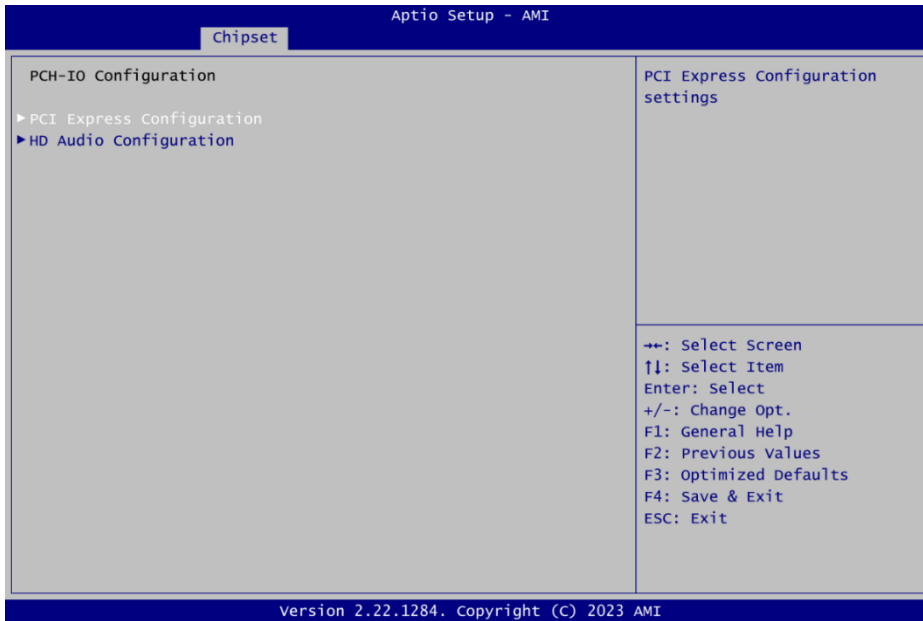 Aptio Setup - AMI
Chipset
PCH-IO Configuration
►PCI Express Configuration
►HD Audio Configuration
PCI Express Configuration
settings
→←: Select Screen
↑↓: Select Item
Enter: Select
+/-: Change Opt.
F1: General Help
F2: Previous Values
F3: Optimized Defaults
F4: Save & Exit
ESC: Exit
Version 2.22.1284. Copyright (C) 2023 AMI